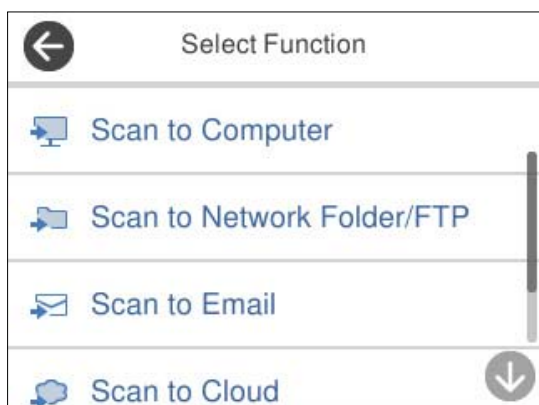 Select Function
Scan to Computer
Scan to Network Folder/FTP
Scan to Email
Scan to Cloud